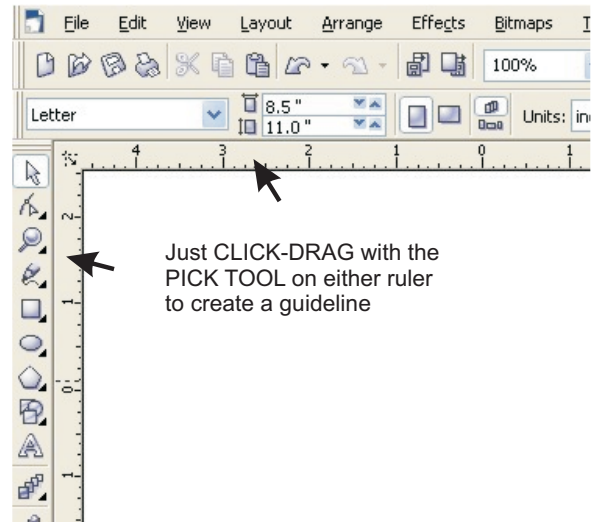 File Edit View Layout Arrange Effects Bitmaps T
100%
Letter 8.5 " Units: in
11.0 "
4 3 2 1 0 1
2
Just CLICK-DRAG with the
PICK TOOL on either ruler
to create a guideline
1
0
1